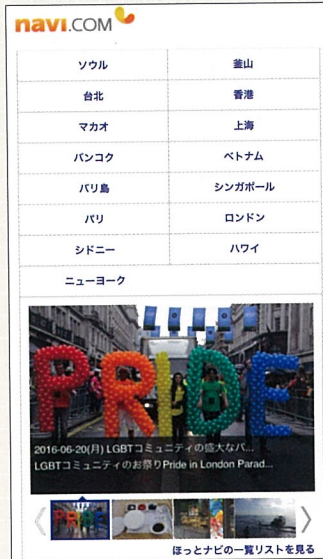 navi.COM
ソウル 釜山
台北 香港
マカオ 上海
バンコク ベトナム
バリ島 シンガポール
パリ ロンドン
シドニー ハワイ
ニューヨーク
PRIDE
2016-06-20(月) LGBTコミュニティの盛大なパ...
LGBTコミュニティのお祭りPride in London Parad...
PRIDE
ほっとナビの一覧リストを見る